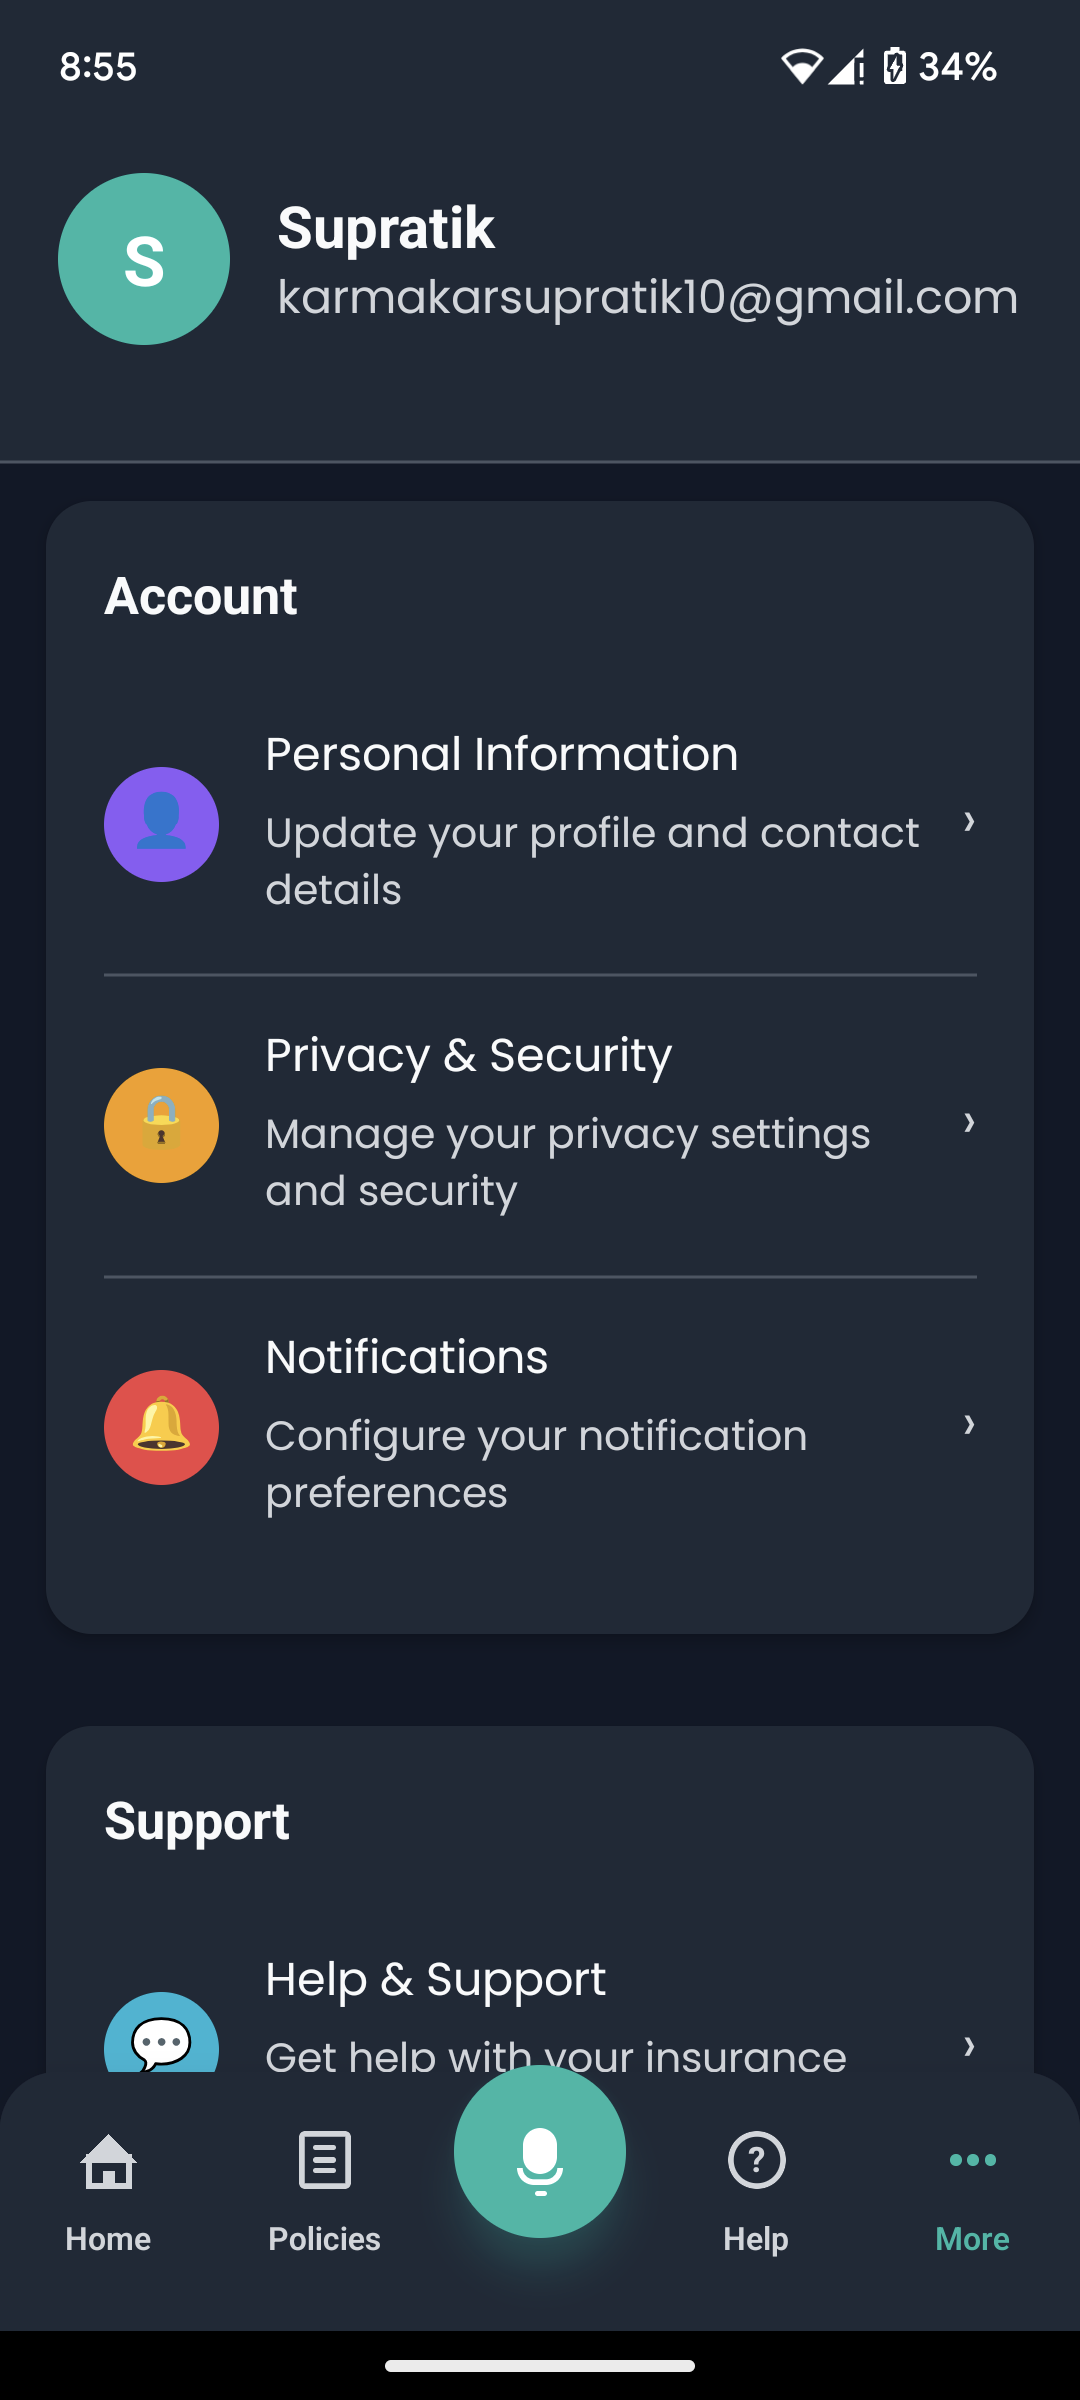 8:55
34%
S
Supratik
karmakarsupratik10@gmail.com
Account
Personal Information
Update your profile and contact
details
Privacy & Security
Manage your privacy settings
and security
Notifications
Configure your notification
preferences
Support
Help & Support
Get help with your insurance
Home
Policies
Help
More